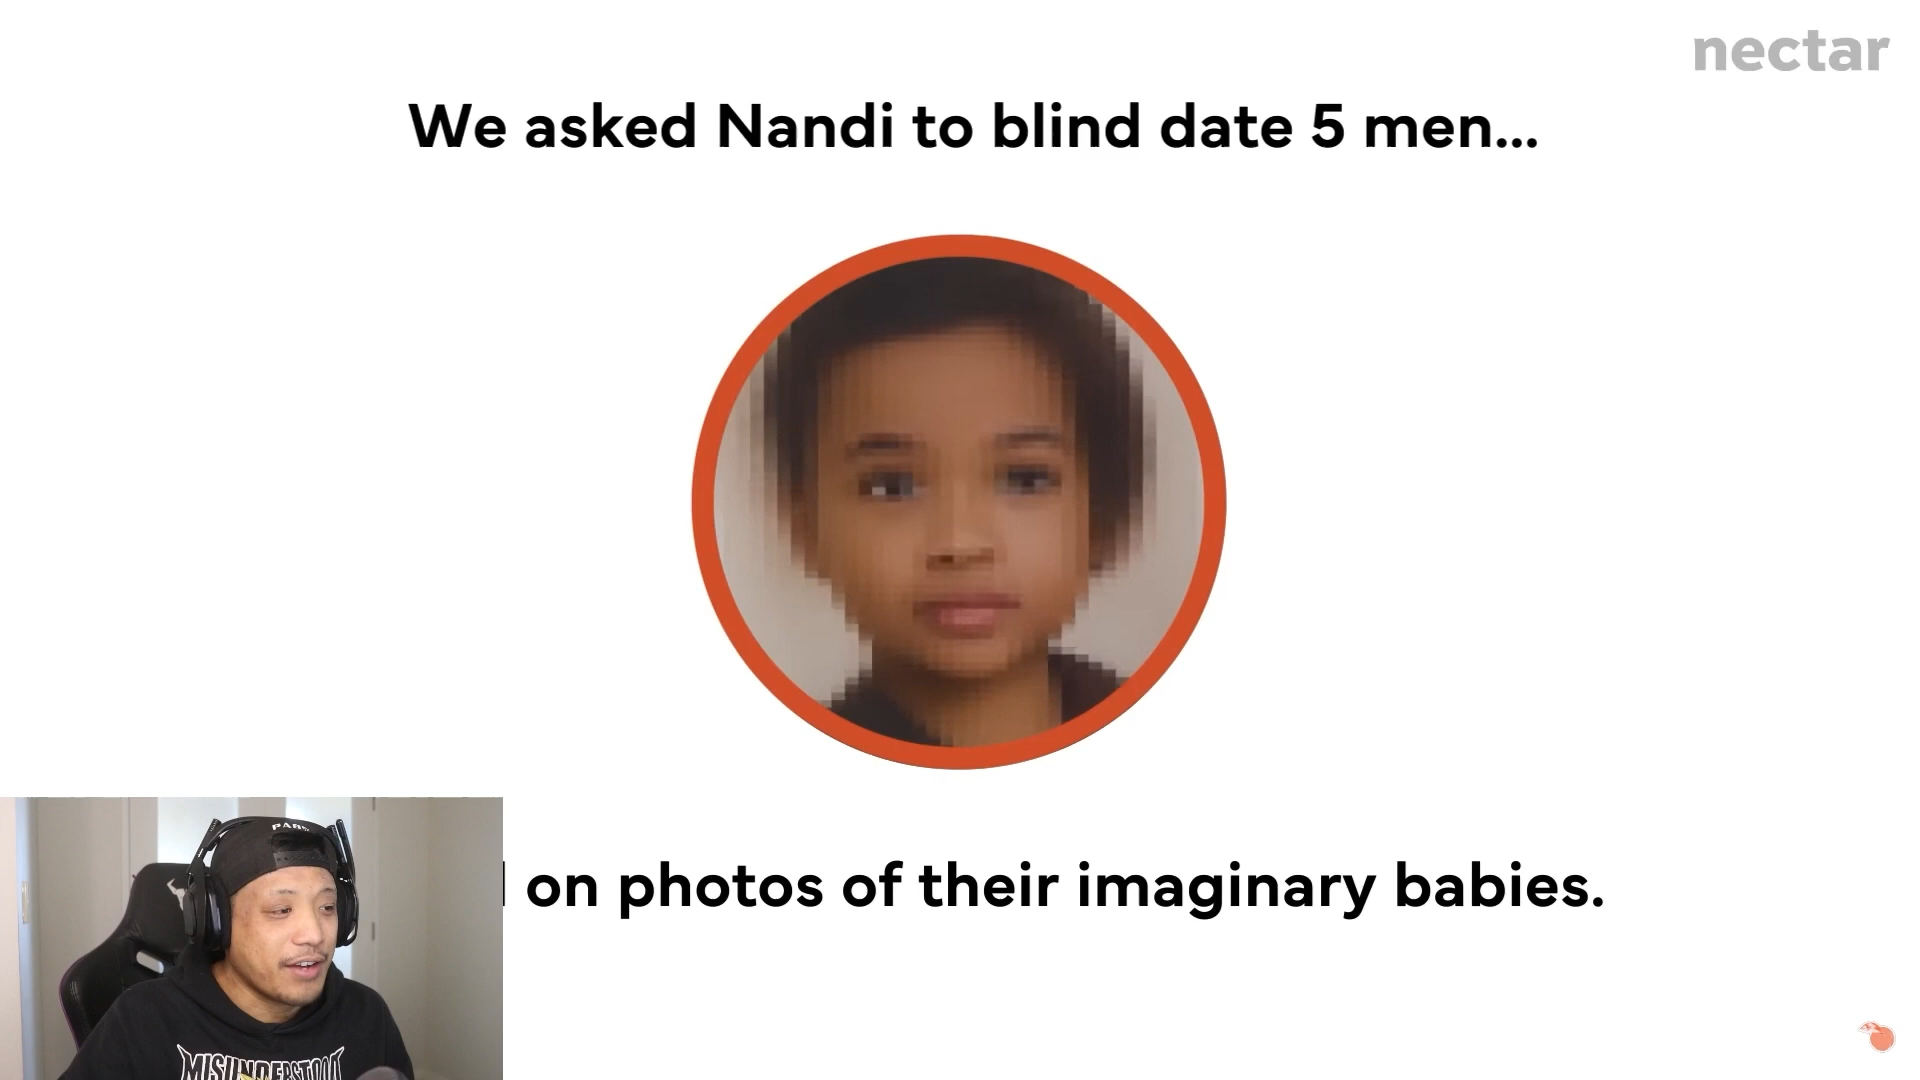 nectar
We asked Nandi to blind date 5 men...
on photos of their imaginary babies.
MISUNDERSTOOD